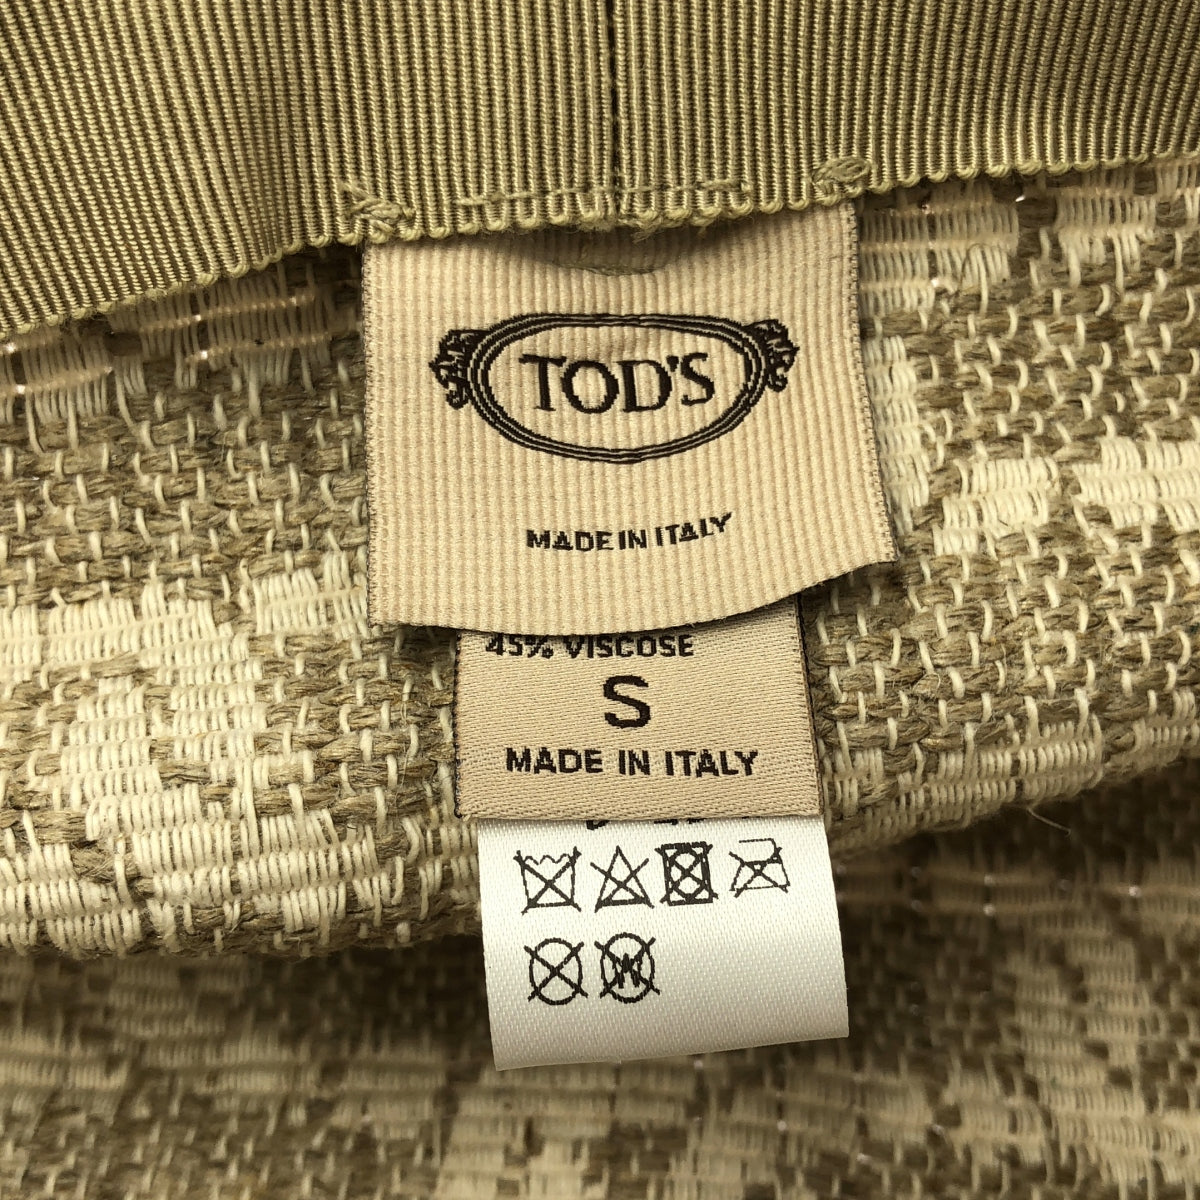 TOD'S
MADE IN ITALY
45% VISCOSE
S
MADE IN ITALY
W